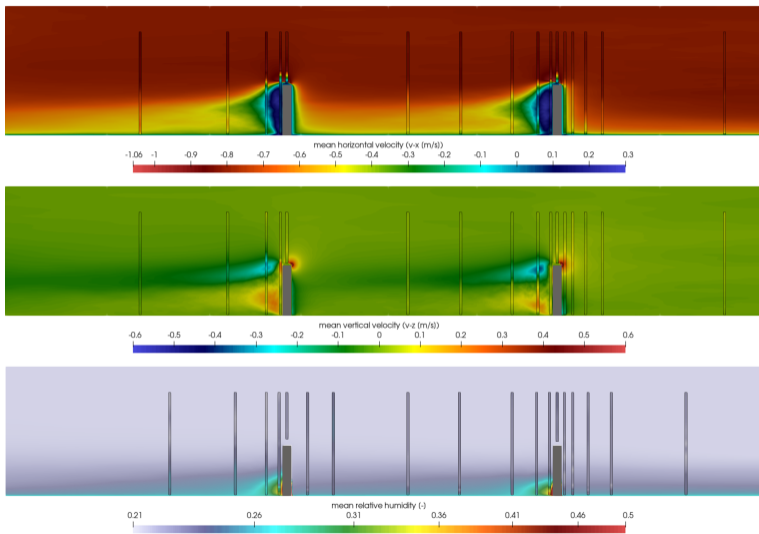 mean horizontal velocity (v-x (m/s))
-1.06 -1 -0.9 -0.8 -0.7 -0.6 -0.5 -0.4 -0.3 -0.2 -0.1 0 0.1 0.2 0.3
mean vertical velocity (v-z (m/s))
-0.6 -0.5 -0.4 -0.3 -0.2 -0.1 0 0.1 0.2 0.3 0.4 0.5 0.6
mean relative humidity (-)
0.21 0.26 0.31 0.36 0.41 0.46 0.5